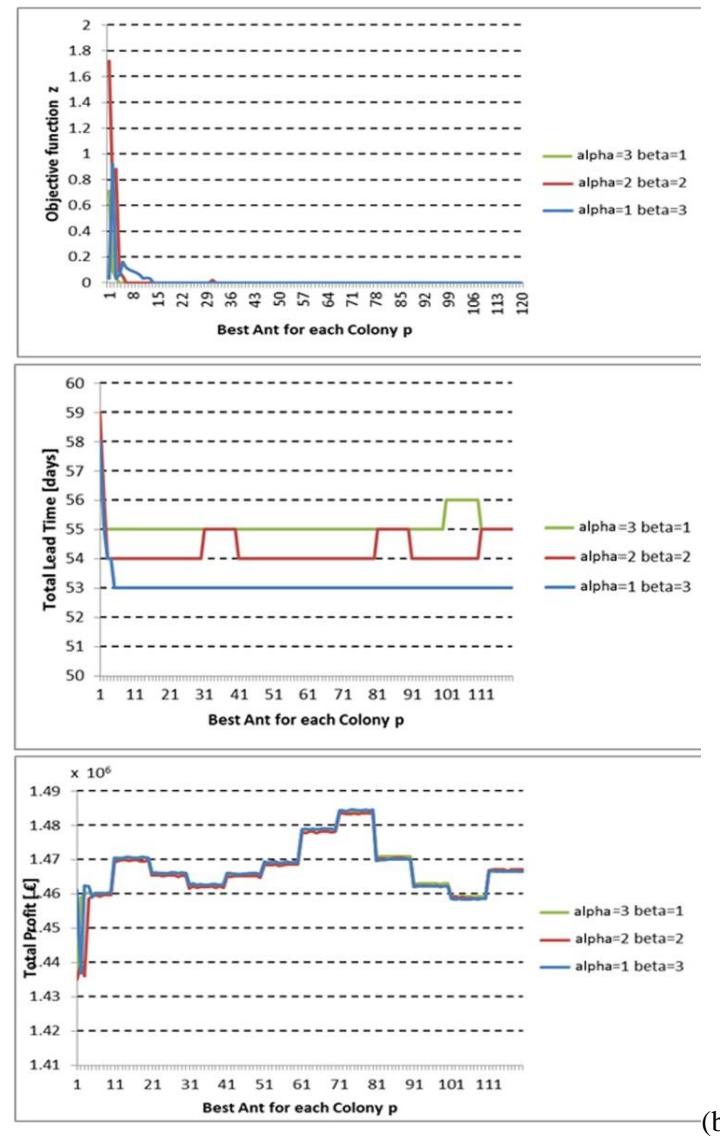 2
1.8
1.6
1.4
1.2
1
0.8
0.6
0.4
0.2
0
Objective function z
1 8 15 22 29 36 43 50 57 64 71 78 85 92 99 106 113 120
Best Ant for each Colony p
alpha=3 beta=1
alpha=2 beta=2
alpha=1 beta=3
60
59
58
57
56
55
54
53
52
51
50
Total Lead Time [days]
1 11 21 31 41 51 61 71 81 91 101 111
Best Ant for each Colony p
alpha=3 beta=1
alpha=2 beta=2
alpha=1 beta=3
x 10⁶
1.49
1.48
1.47
1.46
1.45
1.44
1.43
1.42
1.41
Total Profit [£]
1 11 21 31 41 51 61 71 81 91 101 111
Best Ant for each Colony p
alpha=3 beta=1
alpha=2 beta=2
alpha=1 beta=3
(b